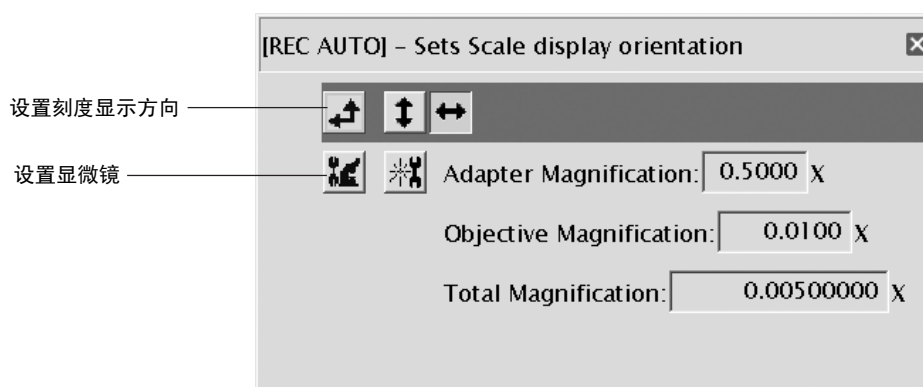 [REC AUTO] – Sets Scale display orientation
设置刻度显示方向
设置显微镜
Adapter Magnification: 0.5000 X
Objective Magnification: 0.0100 X
Total Magnification: 0.00500000 X